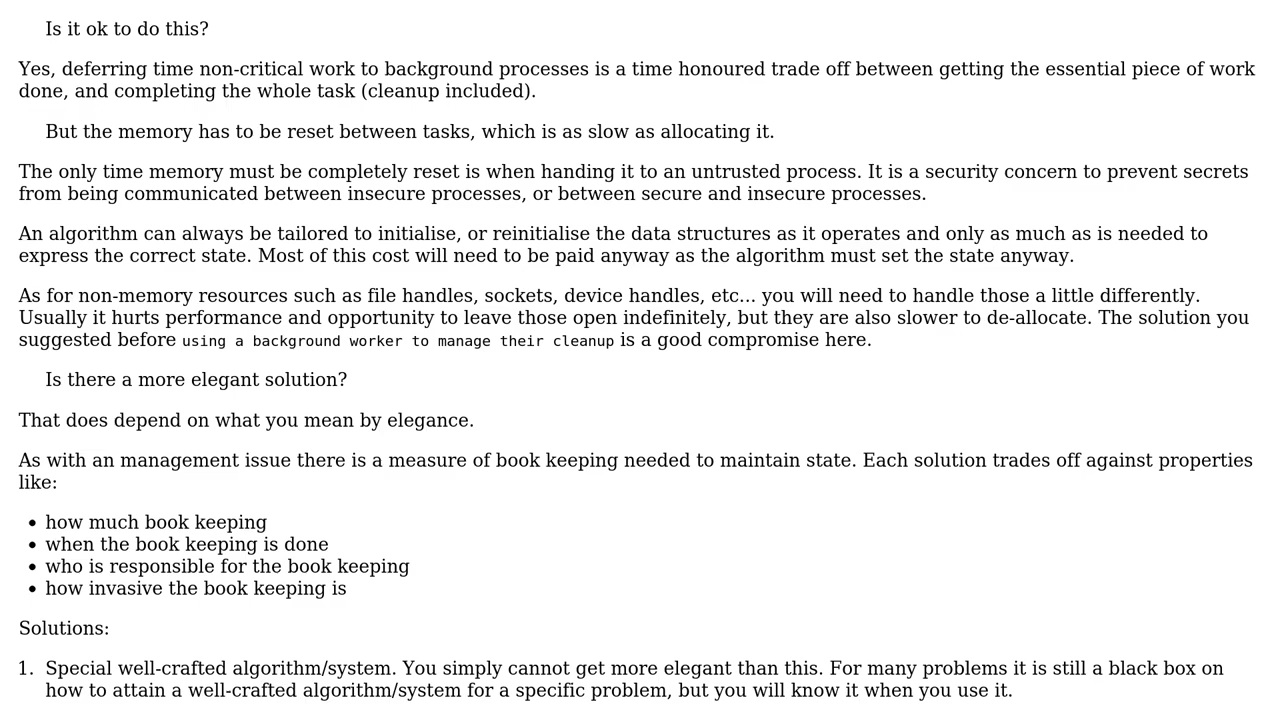 Is it ok to do this?
Yes, deferring time non-critical work to background processes is a time honoured trade off between getting the essential piece of work
done, and completing the whole task (cleanup included).
But the memory has to be reset between tasks, which is as slow as allocating it.
The only time memory must be completely reset is when handing it to an untrusted process. It is a security concern to prevent secrets
from being communicated between insecure processes, or between secure and insecure processes.
An algorithm can always be tailored to initialise, or reinitialise the data structures as it operates and only as much as is needed to
express the correct state. Most of this cost will need to be paid anyway as the algorithm must set the state anyway.
As for non-memory resources such as file handles, sockets, device handles, etc... you will need to handle those a little differently.
Usually it hurts performance and opportunity to leave those open indefinitely, but they are also slower to de-allocate. The solution you
suggested before using a background worker to manage their cleanup is a good compromise here.
Is there a more elegant solution?
That does depend on what you mean by elegance.
As with an management issue there is a measure of book keeping needed to maintain state. Each solution trades off against properties
like:
• how much book keeping
• when the book keeping is done
• who is responsible for the book keeping
• how invasive the book keeping is
Solutions:
1. Special well-crafted algorithm/system. You simply cannot get more elegant than this. For many problems it is still a black box on
how to attain a well-crafted algorithm/system for a specific problem, but you will know it when you use it.